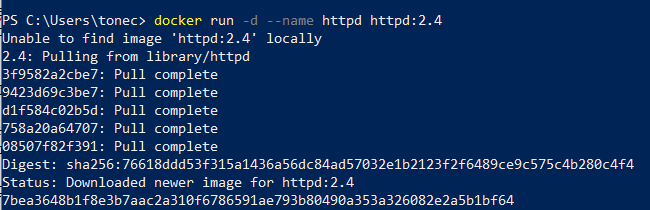 PS C:\Users\tonec> docker run -d --name httpd httpd:2.4
Unable to find image 'httpd:2.4' locally
2.4: Pulling from library/httpd
3f9582a2cbe7: Pull complete
9423d69c3be7: Pull complete
d1f584c02b5d: Pull complete
758a20a64707: Pull complete
08507f82f391: Pull complete
Digest: sha256:76618ddd53f315a1436a56dc84ad57032e1b2123f2f6489ce9c575c4b280c4f4
Status: Downloaded newer image for httpd:2.4
7bea3648b1f8e3b7aac2a310f6786591ae793b80490a353a326082e2a5b1bf64